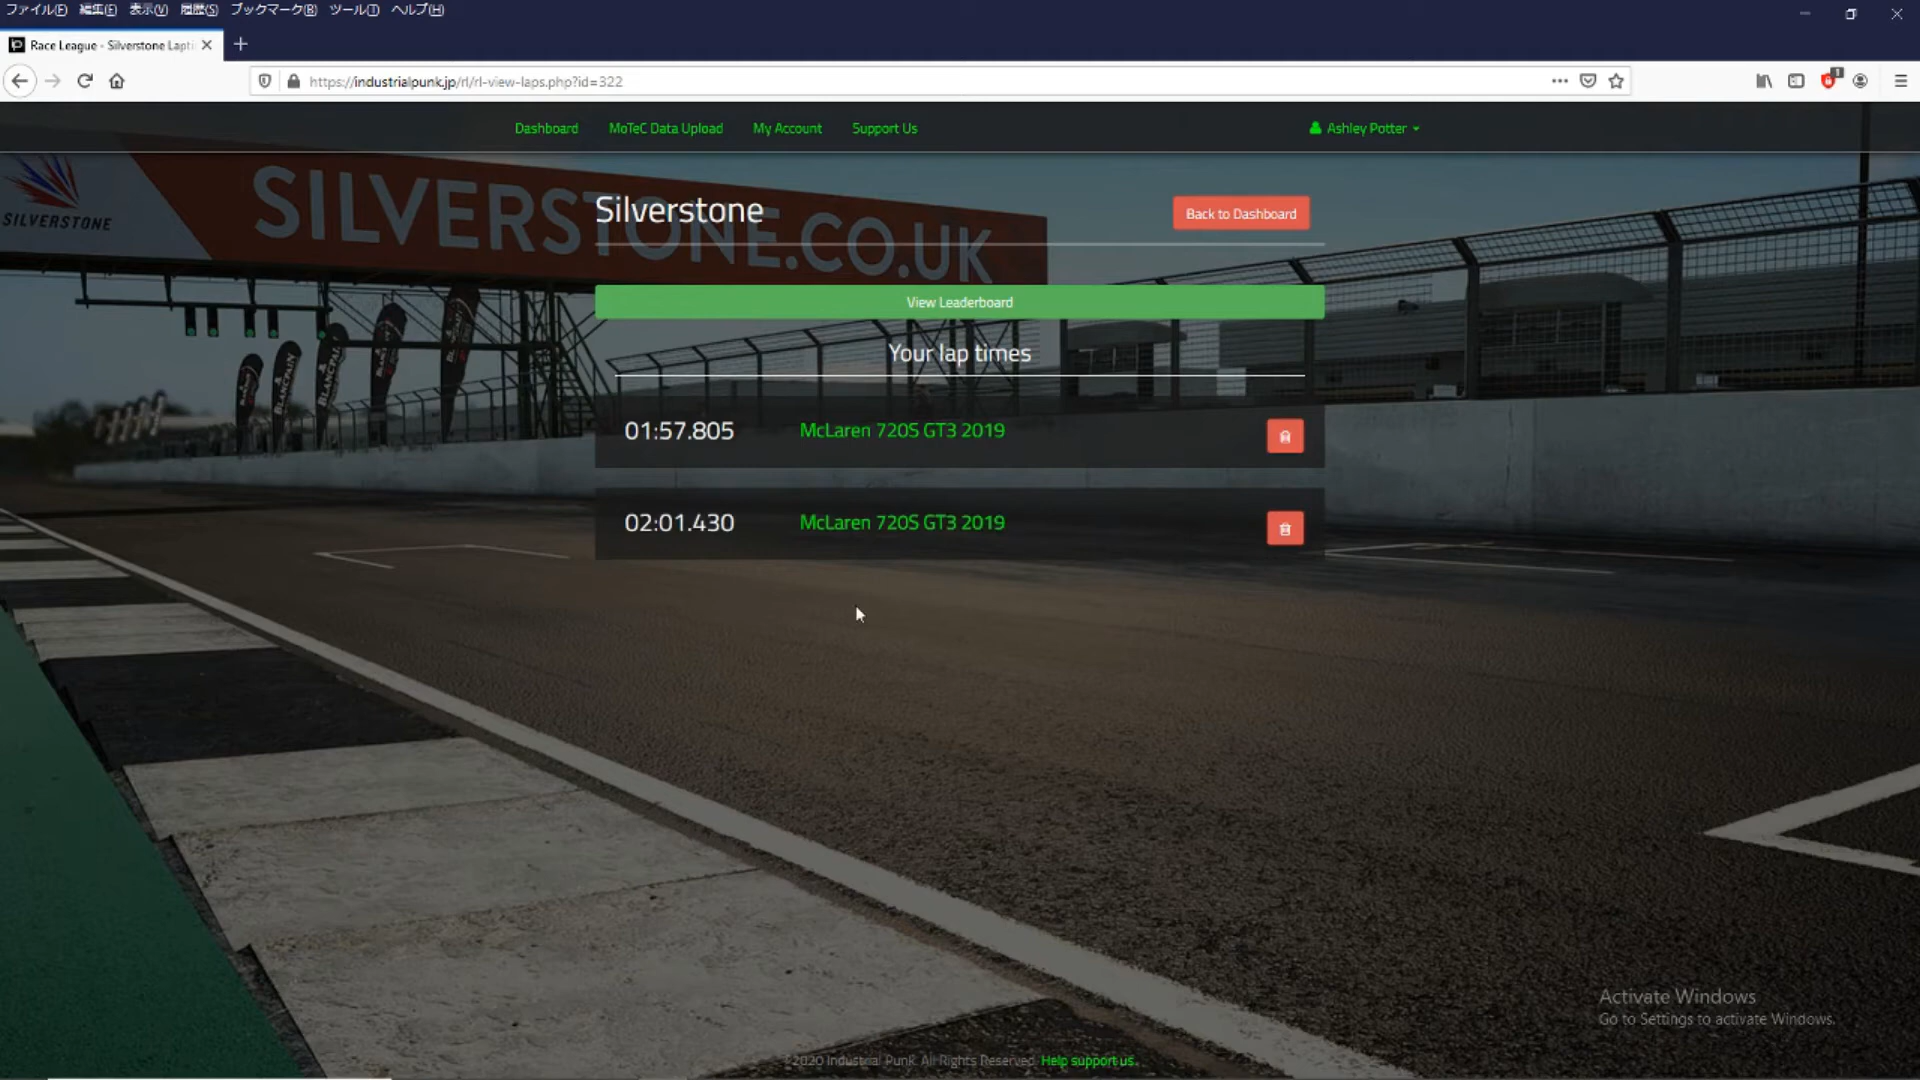 ファイル(F) 編集(E) 表示(V) 履歴(S) ブックマーク(B) ツール(T) ヘルプ(H)
Race League - Silverstone Lapti
https://industrialpunk.jp/rl/rl-view-laps.php?id=322
1
Dashboard MoTeC Data Upload My Account Support Us Ashley Potter
SILVERSTONE
SILVERSTONE.CO.UK
Silverstone
Back to Dashboard
View Leaderboard
BLANCPAIN
BLANCPAIN
Your lap times
01:57.805 McLaren 720S GT3 2019
02:01.430 McLaren 720S GT3 2019
Activate Windows
Go to Settings to activate Windows.
©2020 Industrial Punk. All Rights Reserved. Help support us.